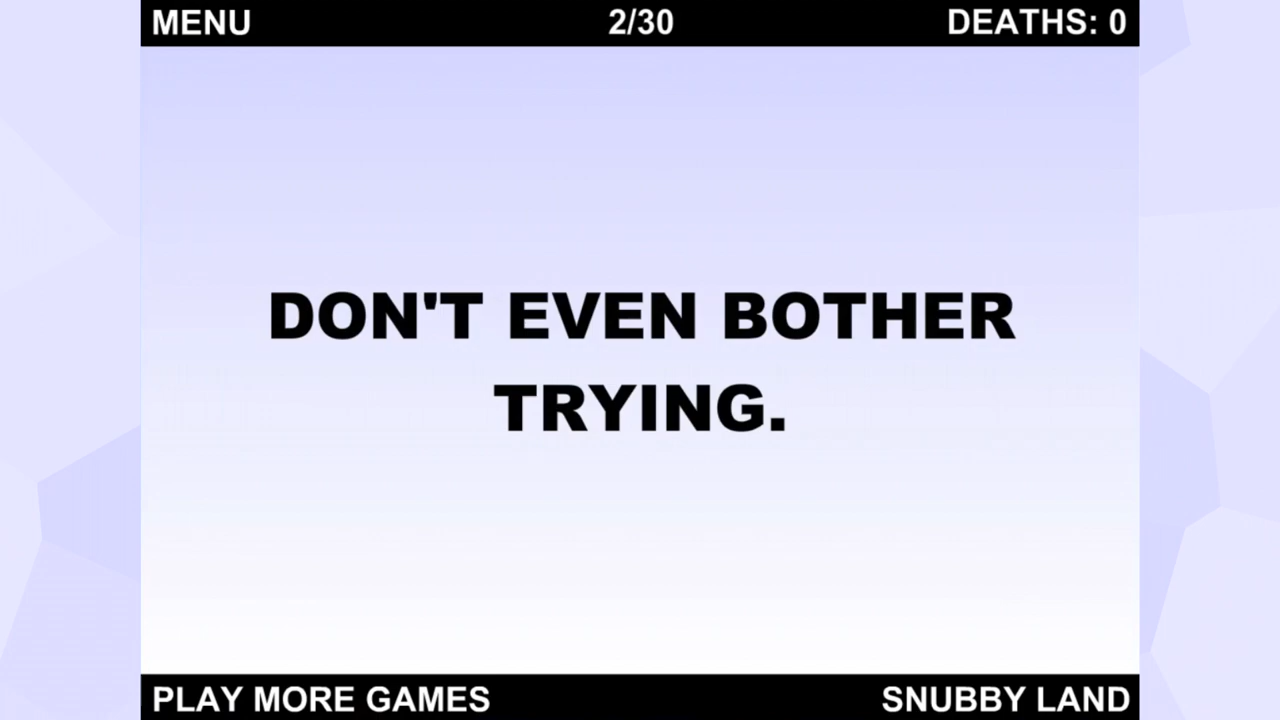 MENU 2/30 DEATHS: 0
DON'T EVEN BOTHER
TRYING.
PLAY MORE GAMES SNUBBY LAND